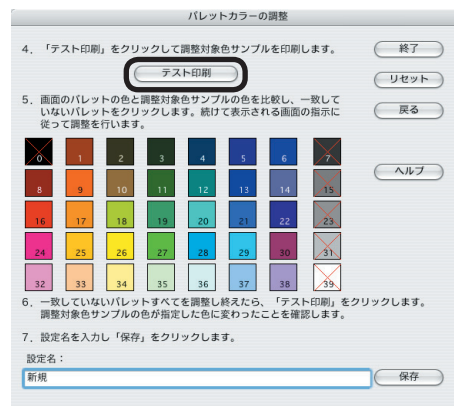 パレットカラーの調整
4. 「テスト印刷」をクリックして調整対象色サンプルを印刷します。
終了
テスト印刷
リセット
5. 画面のパレットの色と調整対象色サンプルの色を比較し、一致して
いないパレットをクリックします。続けて表示される画面の指示に
従って調整を行います。
戻る
0 1 2 3 4 5 6 7
ヘルプ
8 9 10 11 12 13 14 15
16 17 18 19 20 21 22 23
24 25 26 27 28 29 30 31
32 33 34 35 36 37 38 39
6. 一致していないパレットすべてを調整し終えたら、「テスト印刷」をクリックします。
調整対象色サンプルの色が指定した色に変わったことを確認します。
7. 設定名を入力し「保存」をクリックします。
設定名：
新規
保存